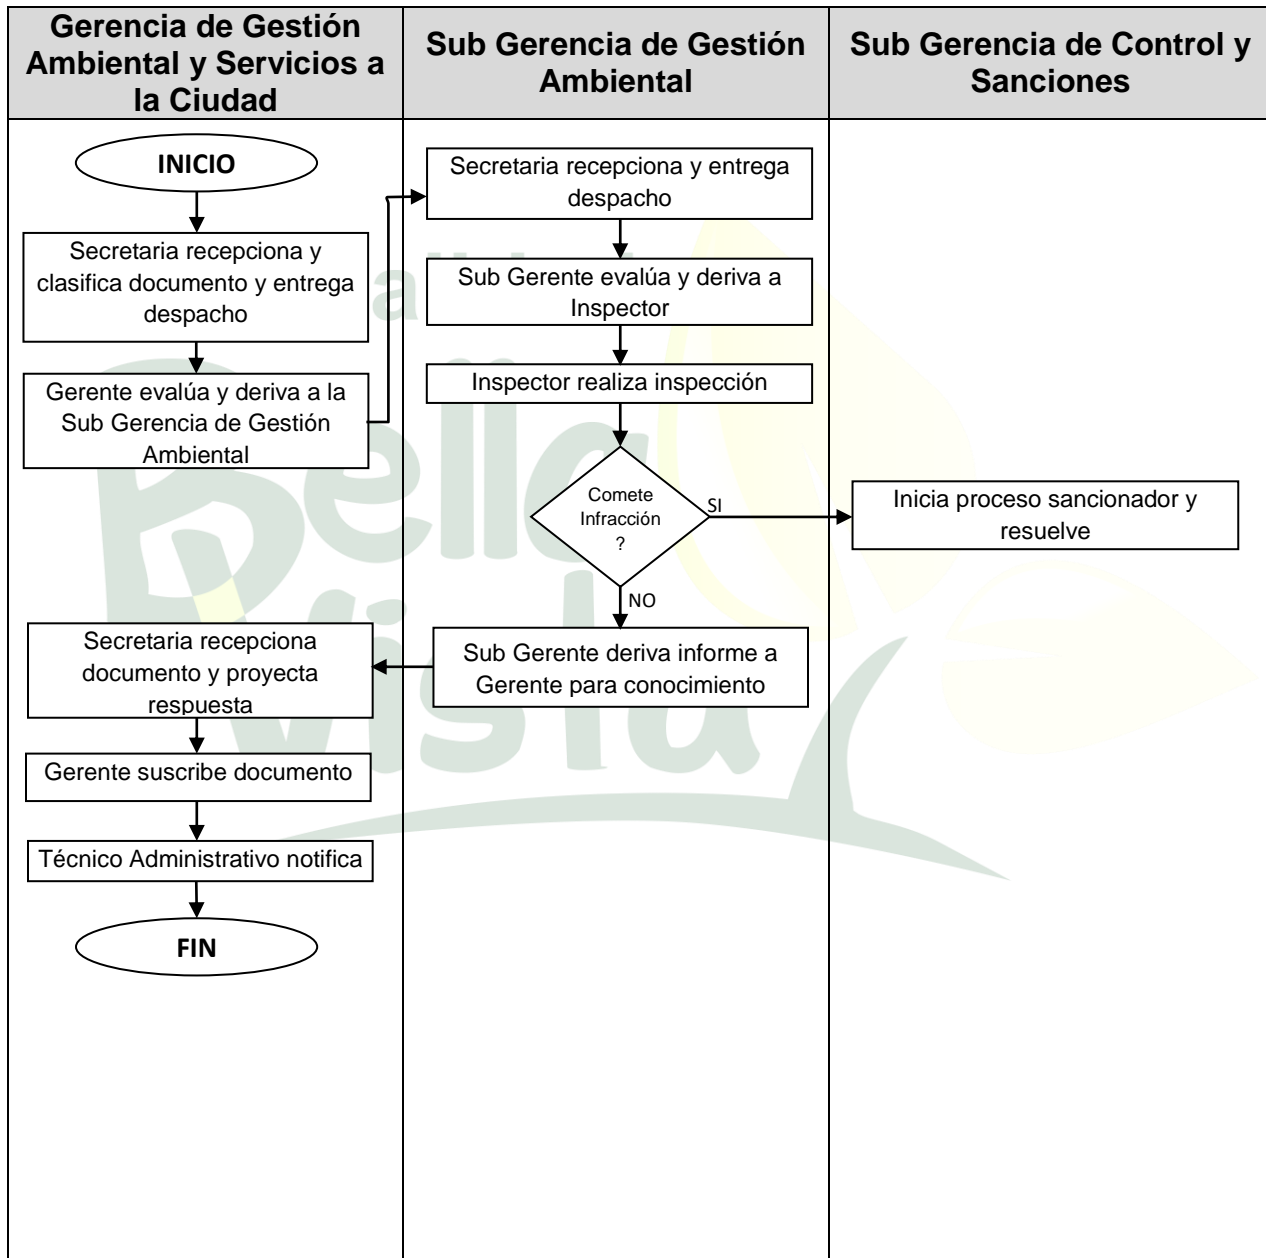 Gerencia de Gestión
Ambiental y Servicios a
la Ciudad
Sub Gerencia de Gestión
Ambiental
Sub Gerencia de Control y
Sanciones
INICIO
Secretaria recepciona y
clasifica documento y entrega
despacho
Gerente evalúa y deriva a la
Sub Gerencia de Gestión
Ambiental
Secretaria recepciona y entrega
despacho
Sub Gerente evalúa y deriva a
Inspector
Inspector realiza inspección
Comete
Infracción
?
SI
Inicia proceso sancionador y
resuelve
NO
Sub Gerente deriva informe a
Gerente para conocimiento
Secretaria recepciona
documento y proyecta
respuesta
Gerente suscribe documento
Técnico Administrativo notifica
FIN
Bella
Vista